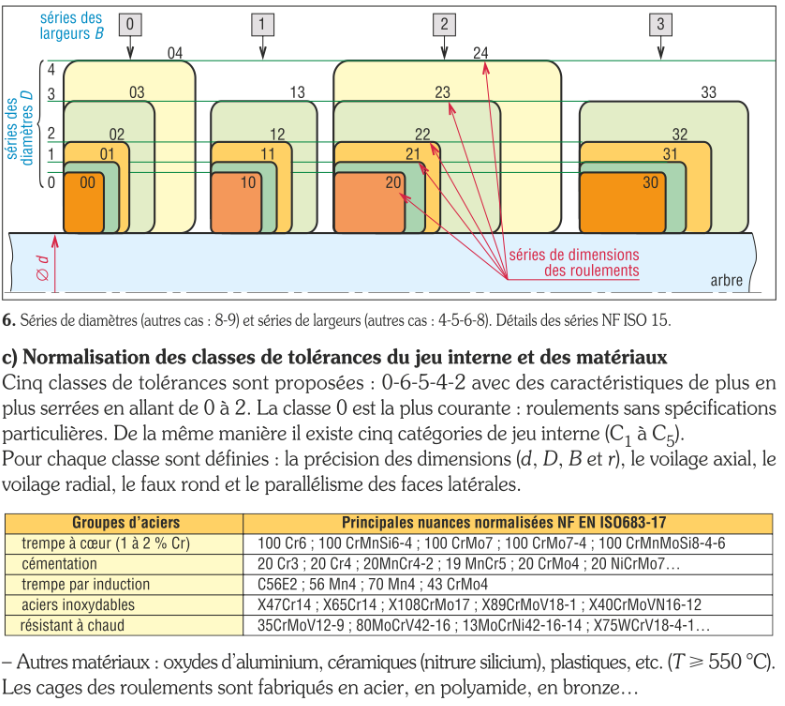 séries des
largeurs B
0
1
2
3
séries des
diamètres D
4
3
2
1
0
04
03
02
01
00
13
12
11
10
24
23
22
21
20
33
32
31
30
séries de dimensions
des roulements
Ø d
arbre
6. Séries de diamètres (autres cas : 8-9) et séries de largeurs (autres cas : 4-5-6-8). Détails des séries NF ISO 15.
c) Normalisation des classes de tolérances du jeu interne et des matériaux
Cinq classes de tolérances sont proposées : 0-6-5-4-2 avec des caractéristiques de plus en
plus serrées en allant de 0 à 2. La classe 0 est la plus courante : roulements sans spécifications
particulières. De la même manière il existe cinq catégories de jeu interne (C1 à C5).
Pour chaque classe sont définies : la précision des dimensions (d, D, B et r), le voilage axial, le
voilage radial, le faux rond et le parallélisme des faces latérales.
Groupes d'aciers Principales nuances normalisées NF EN ISO683-17
trempe à cœur (1 à 2 % Cr) 100 Cr6 ; 100 CrMnSi6-4 ; 100 CrMo7 ; 100 CrMo7-4 ; 100 CrMnMoSi8-4-6
cémentation 20 Cr3 ; 20 Cr4 ; 20MnCr4-2 ; 19 MnCr5 ; 20 CrMo4 ; 20 NiCrMo7…
trempe par induction C56E2 ; 56 Mn4 ; 70 Mn4 ; 43 CrMo4
aciers inoxydables X47Cr14 ; X65Cr14 ; X108CrMo17 ; X89CrMoV18-1 ; X40CrMoVN16-12
résistant à chaud 35CrMoV12-9 ; 80MoCrV42-16 ; 13MoCrNi42-16-14 ; X75WCrV18-4-1…
– Autres matériaux : oxydes d'aluminium, céramiques (nitrure silicium), plastiques, etc. (T ⩾ 550 °C).
Les cages des roulements sont fabriqués en acier, en polyamide, en bronze…